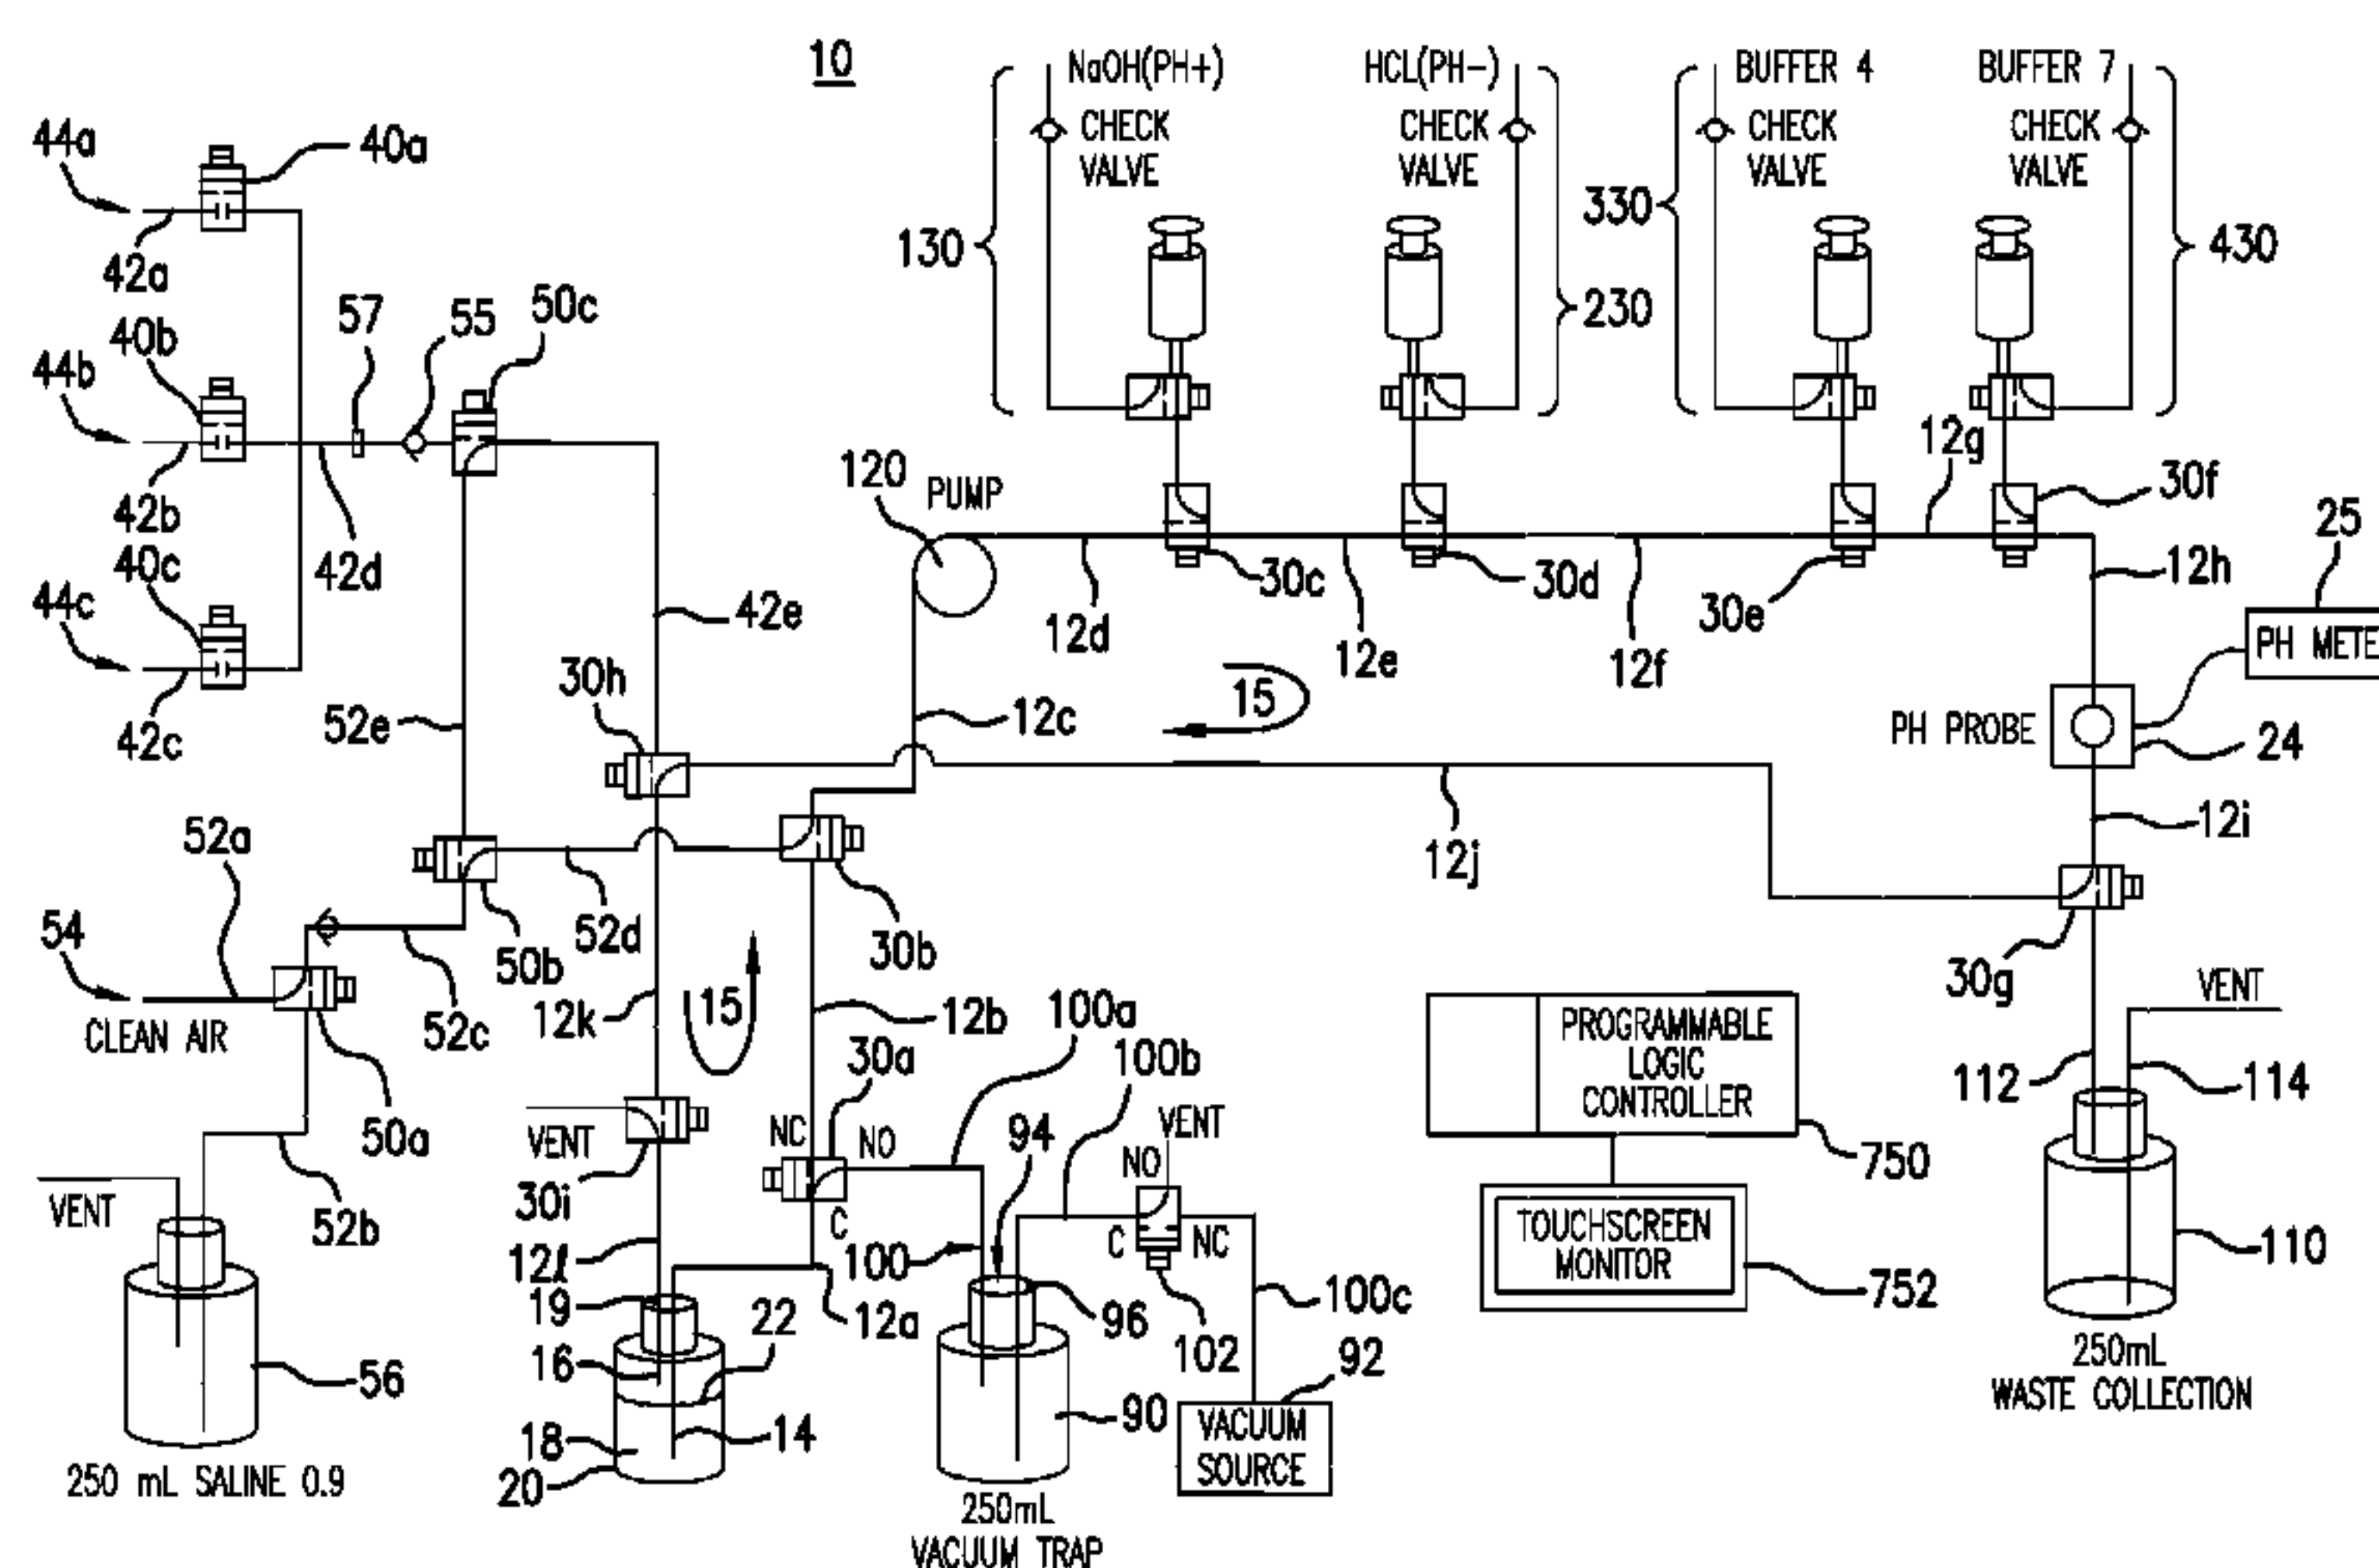 10
NaOH(PH+)
CHECK
VALVE
130
HCL(PH-)
CHECK
VALVE
230
BUFFER 4
CHECK
VALVE
330
BUFFER 7
CHECK
VALVE
430
44a
40a
42a
40b
44b
42b
57
55
50c
42d
40c
44c
42c
120
PUMP
12g
30f
25
30c
30d
30e
12h
42e
12d
12e
12f
PH METE
30h
52e
12c
15
PH PROBE
24
52a
12j
12i
54
CLEAN AIR
52c
50b
52d
30b
30g
12k
15
12b
100a
30a
100b
VENT
PROGRAMMABLE
LOGIC
CONTROLLER
750
112
114
50a
52b
VENT
VENT
30i
NC
NO
C
94
VENT
NO
C
NC
102
TOUCHSCREEN
MONITOR
752
110
12ℓ
100
100c
19
22
12a
96
92
16
56
18
20
14
90
VACUUM
SOURCE
250mL
WASTE COLLECTION
250 mL SALINE 0.9
250mL
VACUUM TRAP